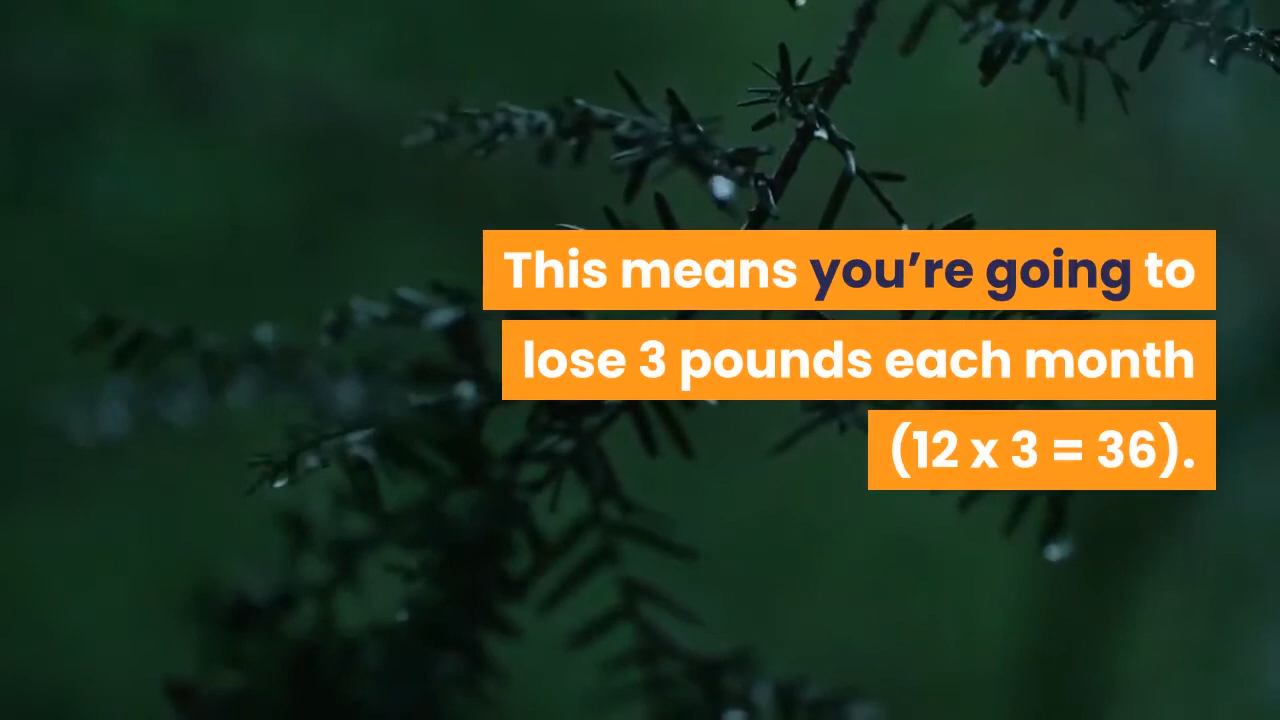 This means you’re going to
lose 3 pounds each month
(12 x 3 = 36).